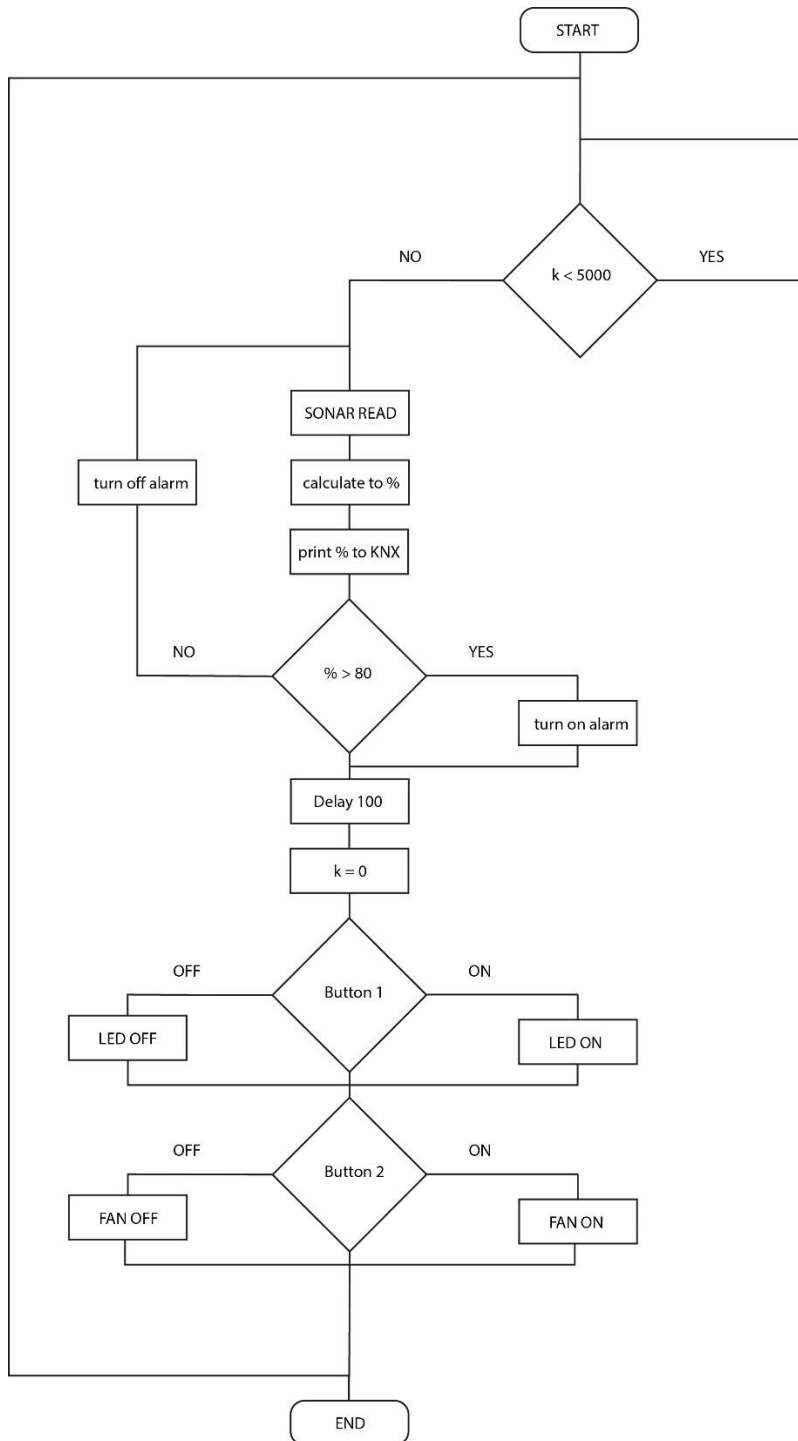 START
NO
k < 5000
YES
SONAR READ
turn off alarm
calculate to %
print % to KNX
NO
% > 80
YES
turn on alarm
Delay 100
k = 0
OFF
Button 1
ON
LED OFF
LED ON
OFF
Button 2
ON
FAN OFF
FAN ON
END